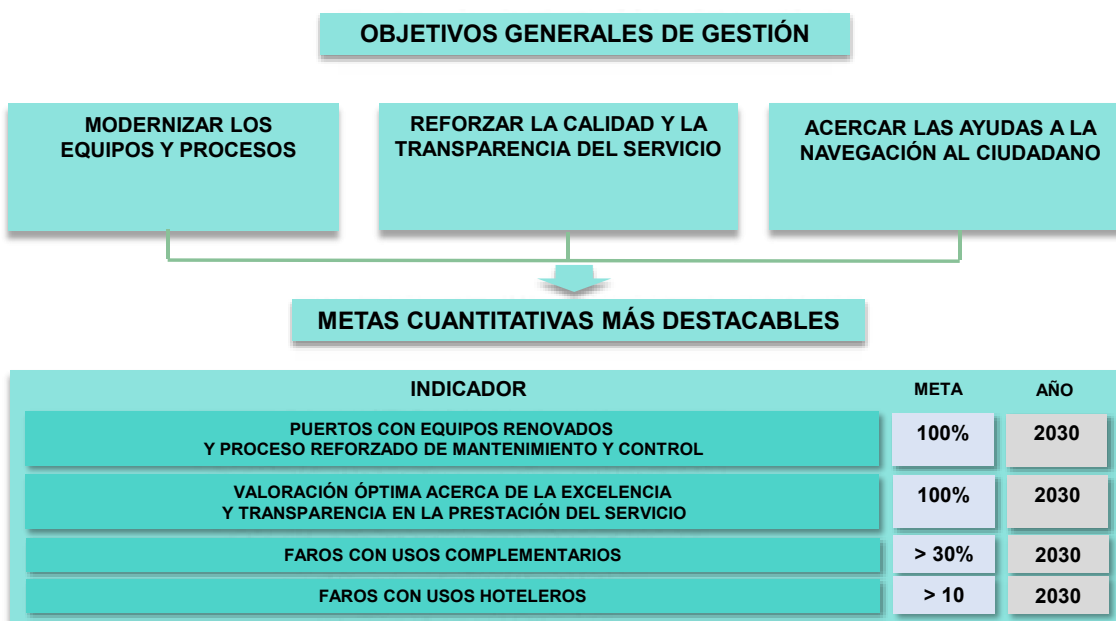 OBJETIVOS GENERALES DE GESTIÓN
MODERNIZAR LOS
EQUIPOS Y PROCESOS
REFORZAR LA CALIDAD Y LA
TRANSPARENCIA DEL SERVICIO
ACERCAR LAS AYUDAS A LA
NAVEGACIÓN AL CIUDADANO
METAS CUANTITATIVAS MÁS DESTACABLES
INDICADOR META AÑO
PUERTOS CON EQUIPOS RENOVADOS
Y PROCESO REFORZADO DE MANTENIMIENTO Y CONTROL
100% 2030
VALORACIÓN ÓPTIMA ACERCA DE LA EXCELENCIA
Y TRANSPARENCIA EN LA PRESTACIÓN DEL SERVICIO
100% 2030
FAROS CON USOS COMPLEMENTARIOS > 30% 2030
FAROS CON USOS HOTELEROS > 10 2030